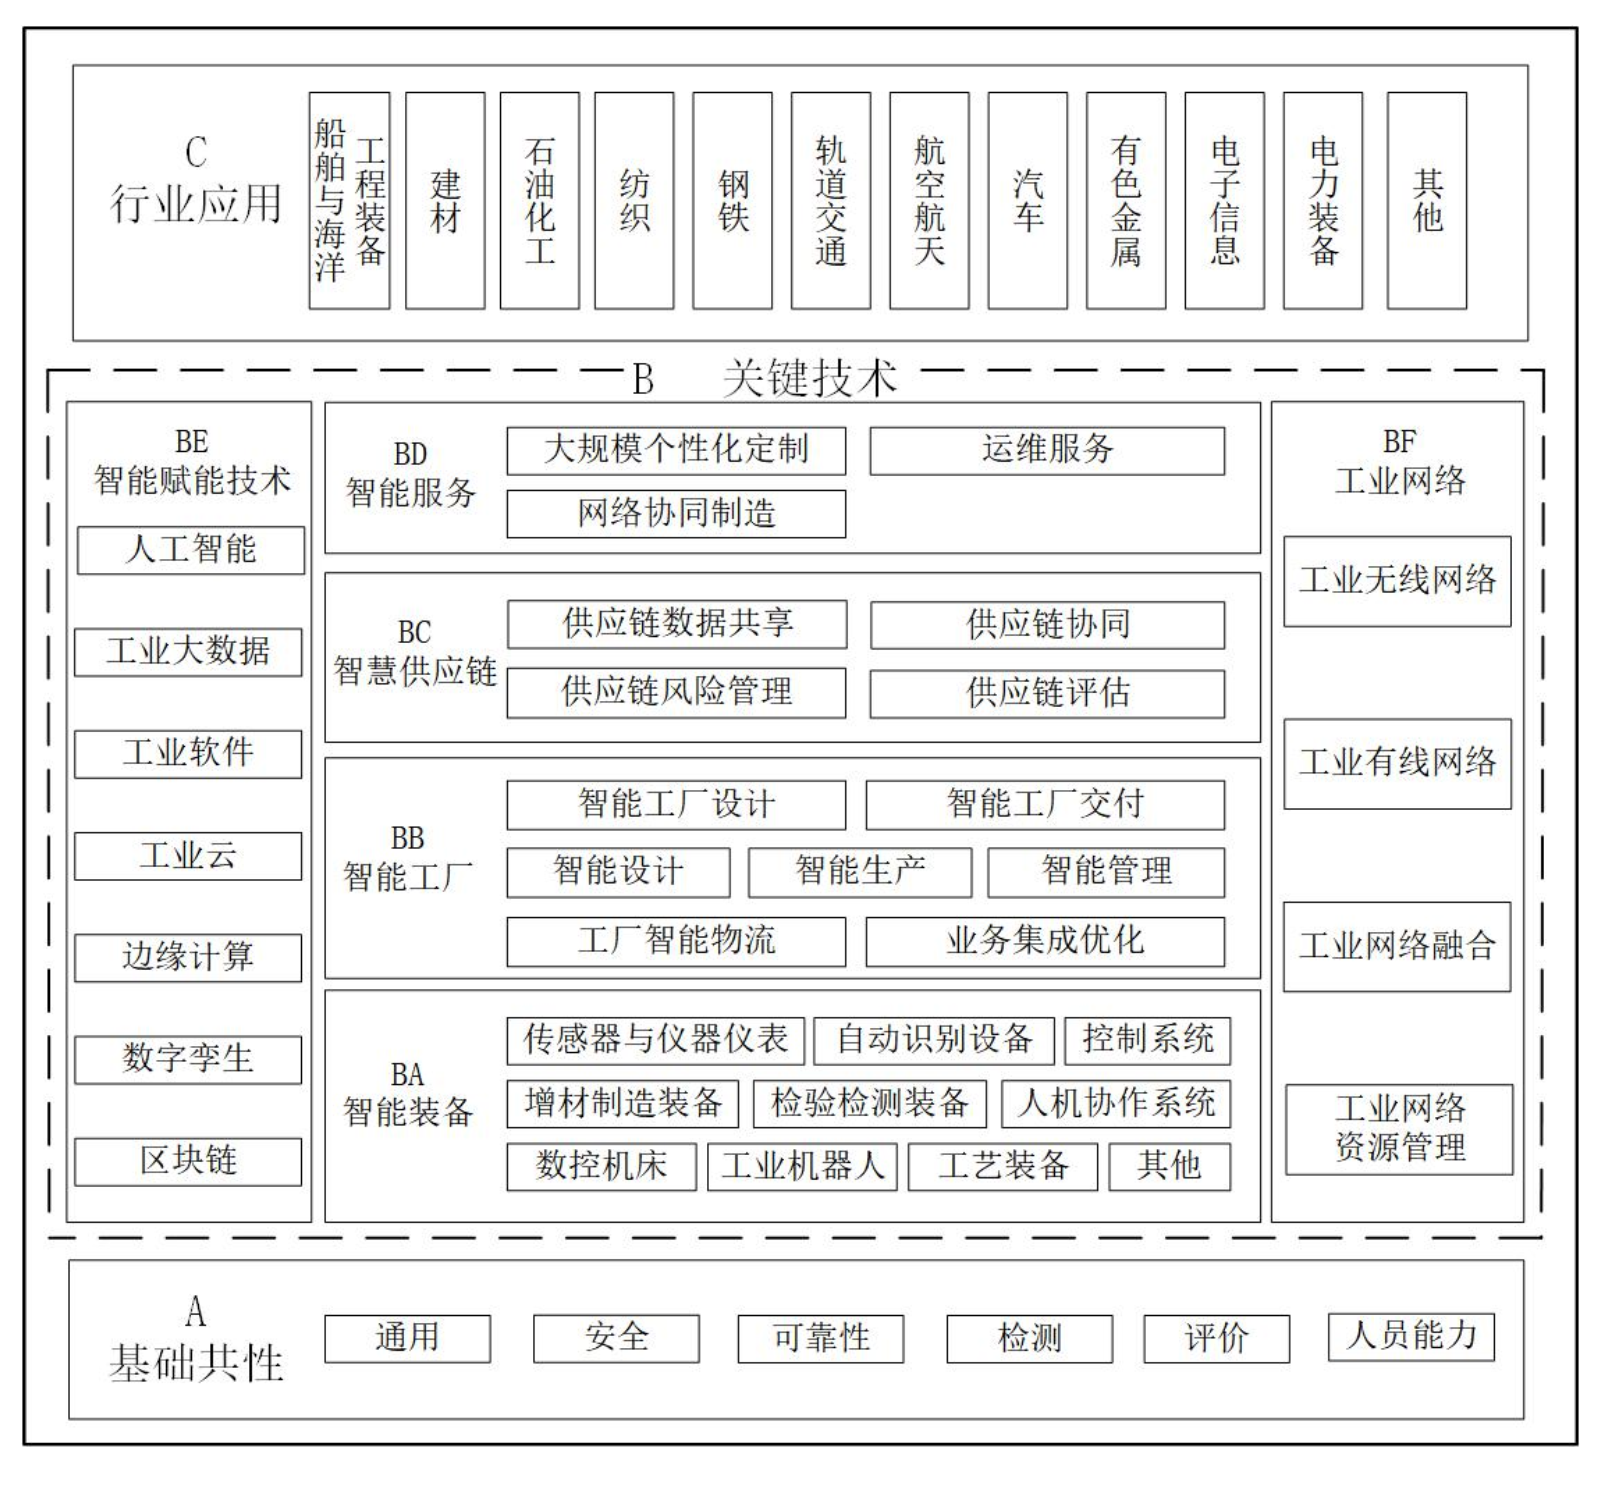 C
行业应用
船舶与海洋
工程装备
建材
石油化工
纺织
钢铁
轨道交通
航空航天
汽车
有色金属
电子信息
电力装备
其他
B 关键技术
BE
智能赋能技术
人工智能
工业大数据
工业软件
工业云
边缘计算
数字孪生
区块链
BD
智能服务
大规模个性化定制
运维服务
网络协同制造
BC
智慧供应链
供应链数据共享
供应链协同
供应链风险管理
供应链评估
BB
智能工厂
智能工厂设计
智能工厂交付
智能设计
智能生产
智能管理
工厂智能物流
业务集成优化
BA
智能装备
传感器与仪器仪表
自动识别设备
控制系统
增材制造装备
检验检测装备
人机协作系统
数控机床
工业机器人
工艺装备
其他
BF
工业网络
工业无线网络
工业有线网络
工业网络融合
工业网络
资源管理
A
基础共性
通用
安全
可靠性
检测
评价
人员能力